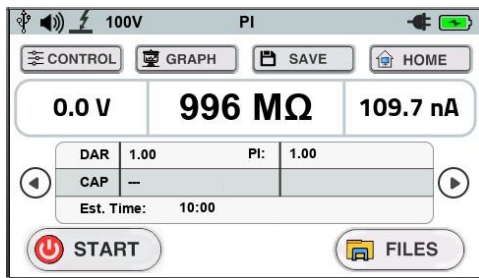 100V PI
CONTROL GRAPH SAVE HOME
0.0 V 996 MΩ 109.7 nA
DAR 1.00 PI: 1.00
CAP ---
Est. Time: 10:00
START FILES